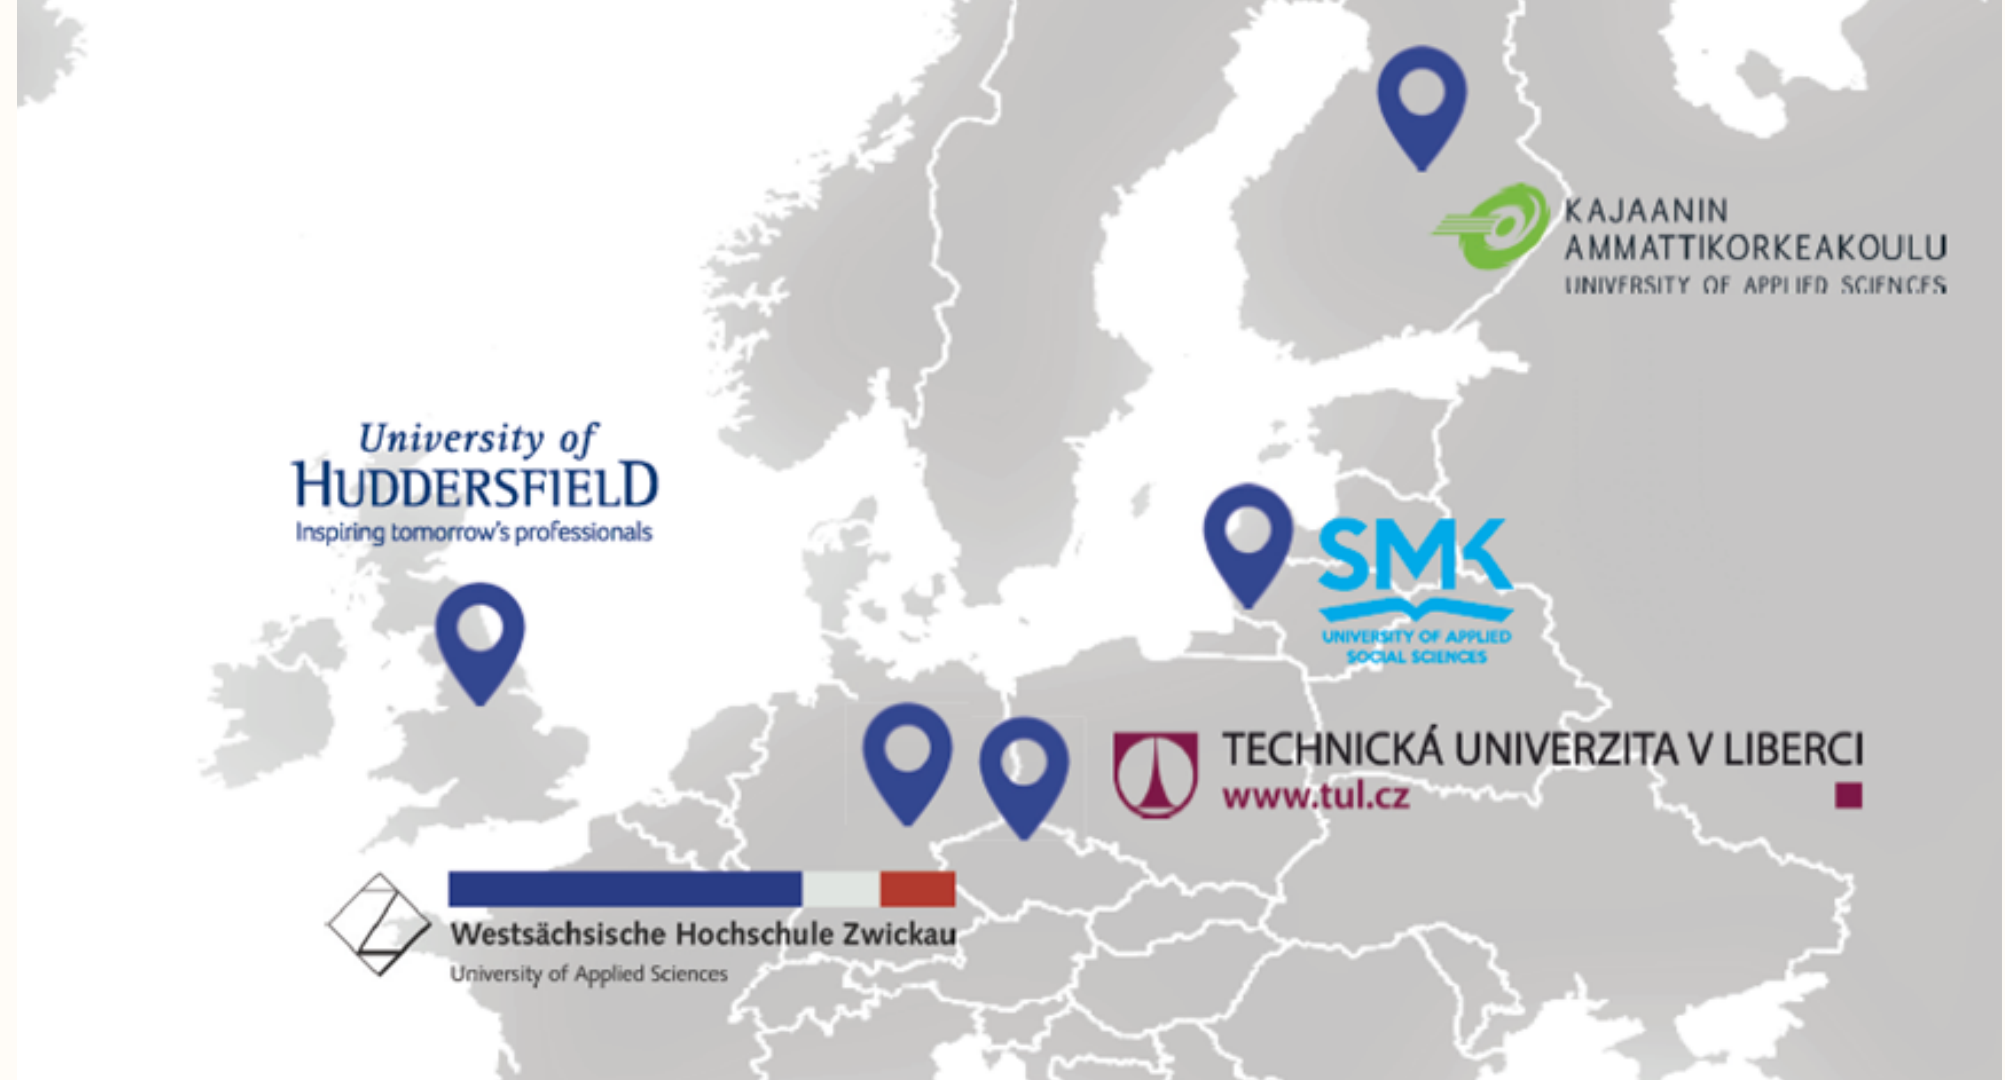 KAJAANIN
AMMATTIKORKEAKOULU
UNIVERSITY OF APPLIED SCIENCES
University of
HUDDERSFIELD
Inspiring tomorrow's professionals
SMK
UNIVERSITY OF APPLIED
SOCIAL SCIENCES
TECHNICKÁ UNIVERZITA V LIBERCI
www.tul.cz
Westsächsische Hochschule Zwickau
University of Applied Sciences